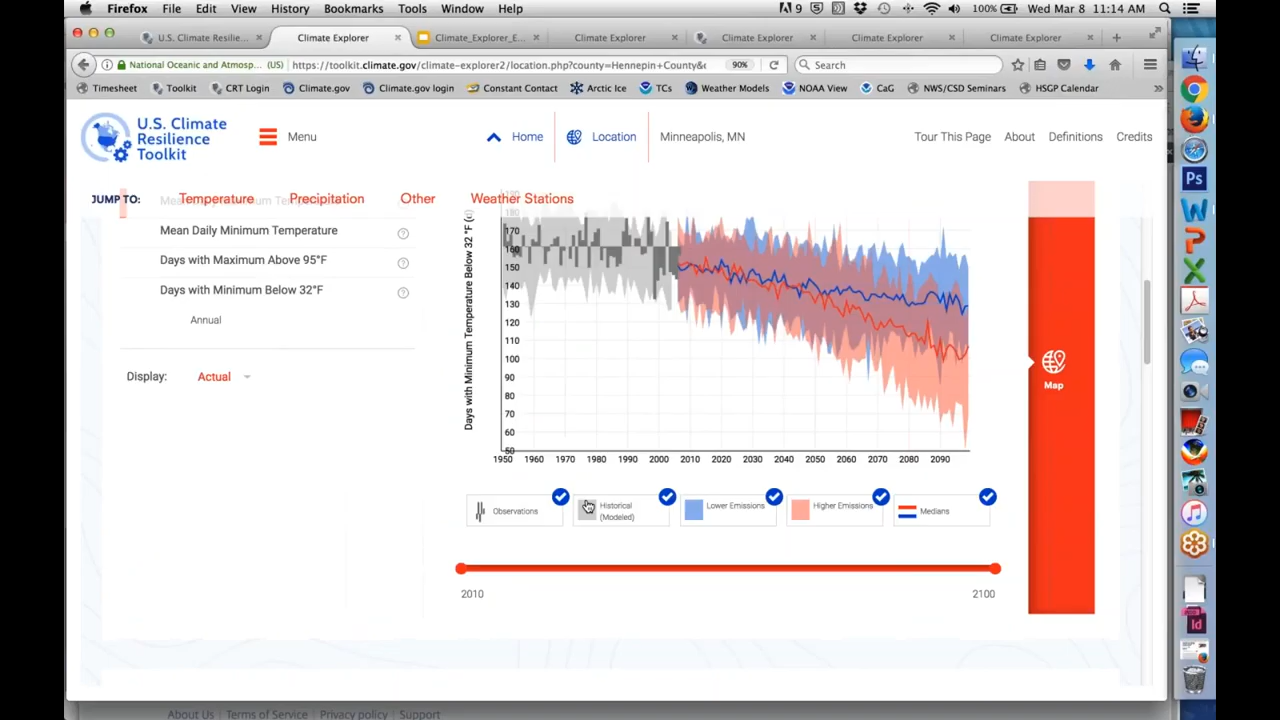 Firefox File Edit View History Bookmarks Tools Window Help 9 100% Wed Mar 8 11:14 AM
U.S. Climate Resilie... Climate Explorer Climate_Explorer_E... Climate Explorer Climate Explorer Climate Explorer Climate Explorer
National Oceanic and Atmosp... (US) https://toolkit.climate.gov/climate-explorer2/location.php?county=Hennepin+County& 90% Search
Timesheet Toolkit CRT Login Climate.gov Climate.gov login Constant Contact Arctic Ice TCs Weather Models NOAA View CaG NWS/CSD Seminars HSGP Calendar
U.S. Climate
Resilience
Toolkit
Menu
Home Location Minneapolis, MN
Tour This Page About Definitions Credits
JUMP TO: Temperature Precipitation Other Weather Stations
Mean Daily Minimum Temperature
Days with Maximum Above 95°F
Days with Minimum Below 32°F
Annual
Display: Actual
Days with Minimum Temperature Below 32 °F
180
170
160
150
140
130
120
110
100
90
80
70
60
50
1950 1960 1970 1980 1990 2000 2010 2020 2030 2040 2050 2060 2070 2080 2090
Observations
Historical
(Modeled)
Lower Emissions
Higher Emissions
Medians
2010 2100
Map
About Us Terms of Service Privacy policy Support
Ps
Id